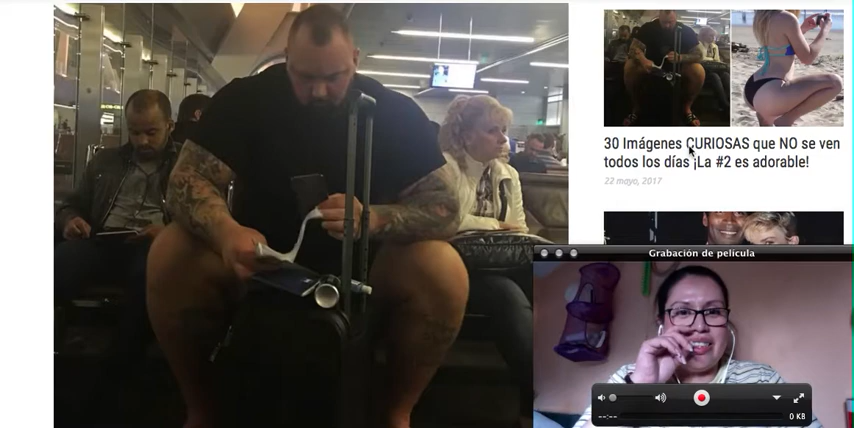 30 Imágenes CURIOSAS que NO se ven
todos los días ¡La #2 es adorable!
22 mayo, 2017
Grabación de película
--:--
0 KB